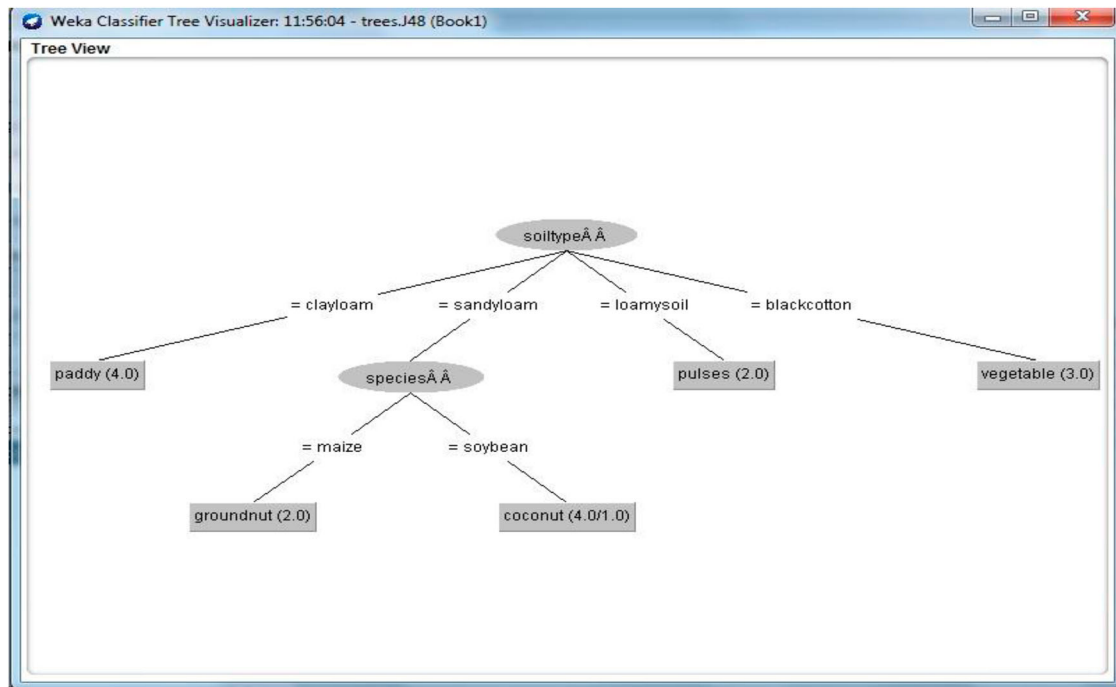 Weka Classifier Tree Visualizer: 11:56:04 - trees.J48 (Book1)
Tree View
soiltypeÂ Â
= clayloam
= sandyloam
= loamysoil
= blackcotton
paddy (4.0)
speciesÂ Â
pulses (2.0)
vegetable (3.0)
= maize
= soybean
groundnut (2.0)
coconut (4.0/1.0)